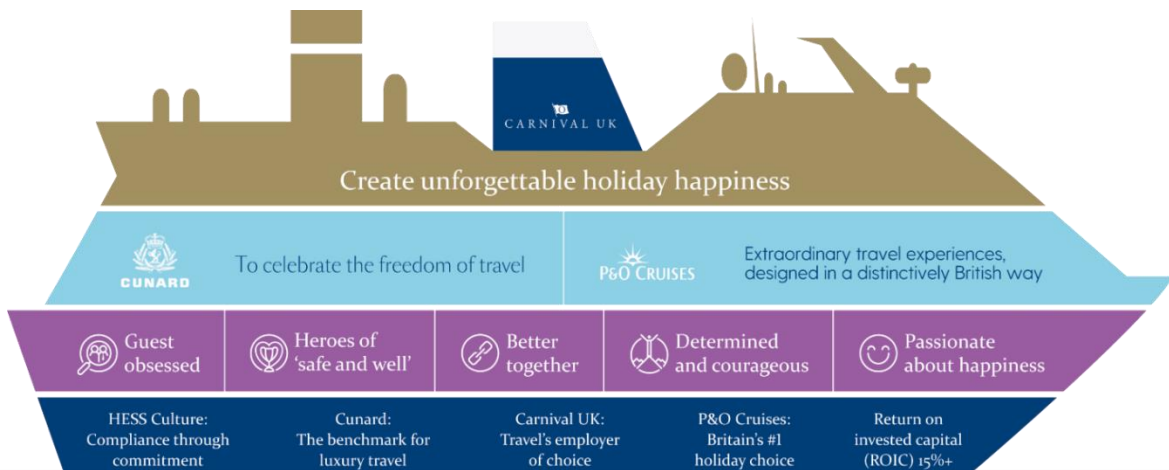 CARNIVAL UK
Create unforgettable holiday happiness
CUNARD
To celebrate the freedom of travel
P&O CRUISES
Extraordinary travel experiences,
designed in a distinctively British way
Guest
obsessed
Heroes of
‘safe and well’
Better
together
Determined
and courageous
Passionate
about happiness
HESS Culture:
Compliance through
commitment
Cunard:
The benchmark for
luxury travel
Carnival UK:
Travel's employer
of choice
P&O Cruises:
Britain's #1
holiday choice
Return on
invested capital
(ROIC) 15%+